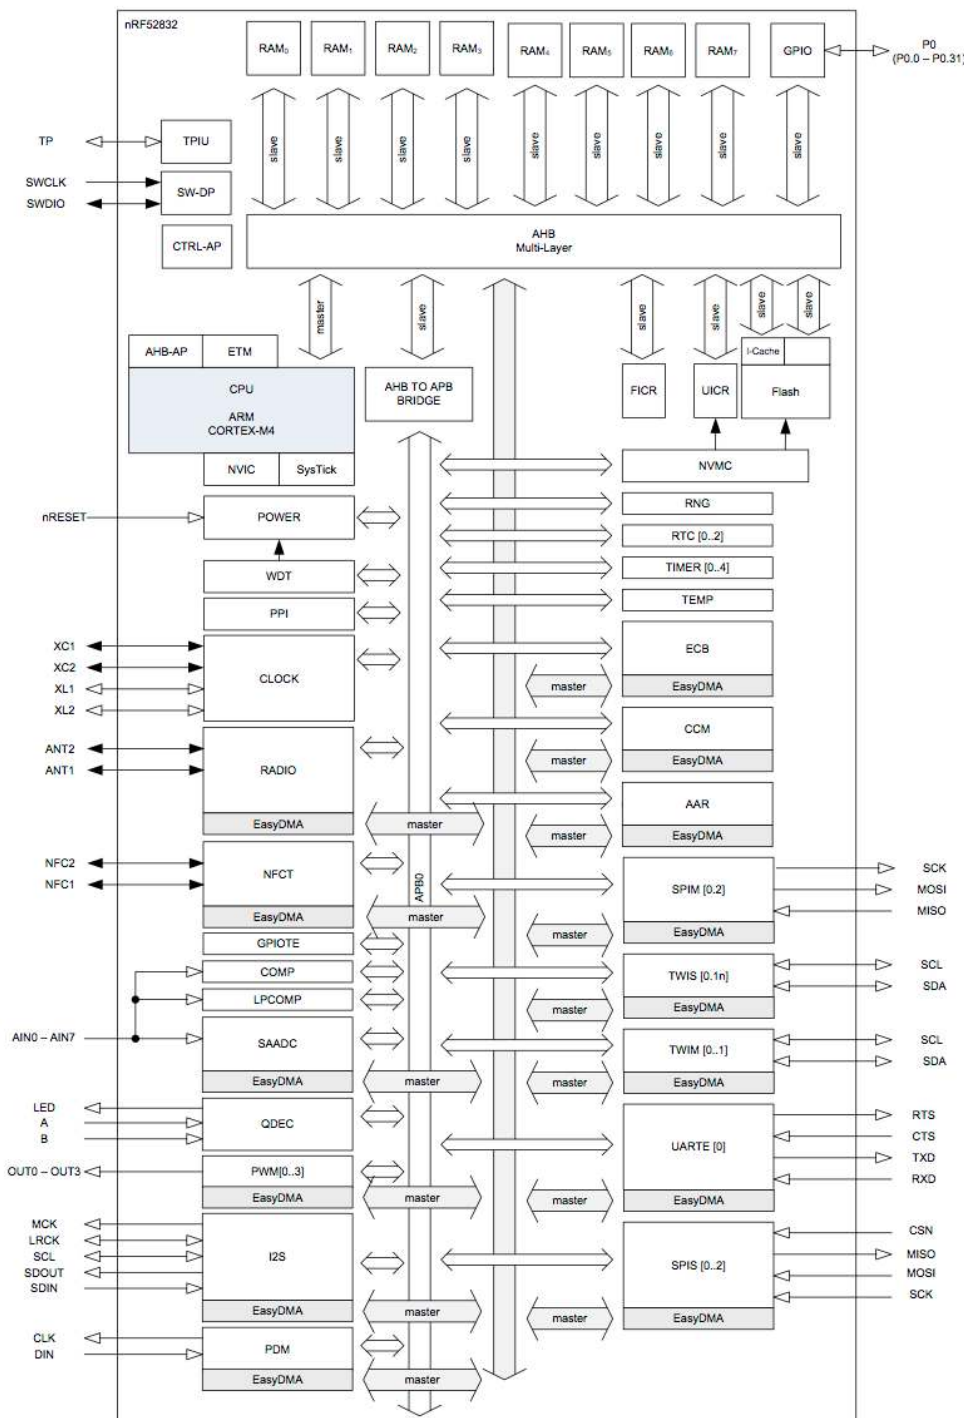 nRF52832
RAM0 RAM1 RAM2 RAM3 RAM4 RAM5 RAM6 RAM7 GPIO
P0
(P0.0 – P0.31)
slave slave slave slave slave slave slave slave slave
TP TPIU
SWCLK
SWDIO
SW-DP
CTRL-AP
AHB
Multi-Layer
master slave slave slave slave slave
AHB-AP ETM
CPU
ARM
CORTEX-M4
NVIC SysTick
AHB TO APB
BRIDGE
FICR UICR
I-Cache
Flash
NVMC
nRESET POWER
RNG
RTC [0..2]
WDT
TIMER [0..4]
PPI
TEMP
XC1
XC2
XL1
XL2
CLOCK
ECB
master EasyDMA
CCM
master EasyDMA
ANT2
ANT1
RADIO
EasyDMA master
AAR
master EasyDMA
NFC2
NFC1
NFCT
EasyDMA master
APB0
SPIM [0.2]
master EasyDMA
SCK
MOSI
MISO
GPIOTE
COMP
LPCOMP
AIN0 – AIN7
SAADC
EasyDMA master
TWIS [0.1n]
master EasyDMA
SCL
SDA
TWIM [0..1]
master EasyDMA
SCL
SDA
LED
A
B
QDEC
UARTE [0]
master EasyDMA
RTS
CTS
TXD
RXD
OUT0 – OUT3
PWM[0..3]
EasyDMA master
MCK
LRCK
SCL
SDOUT
SDIN
I2S
EasyDMA master
SPIS [0..2]
master EasyDMA
CSN
MISO
MOSI
SCK
CLK
DIN
PDM
EasyDMA master